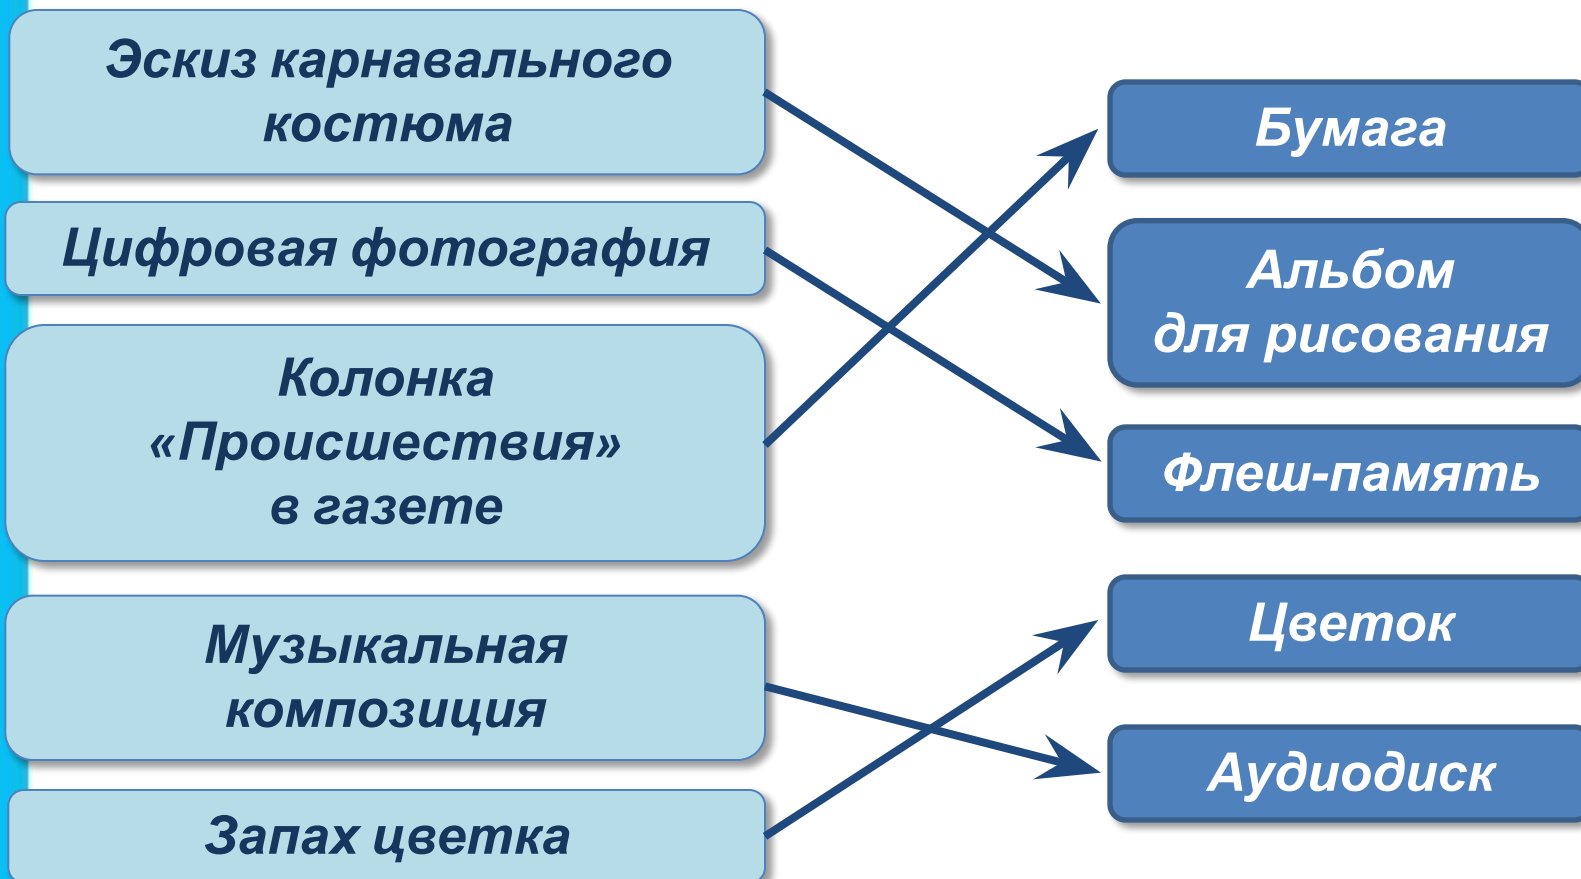 Эскиз карнавального
костюма
Цифровая фотография
Колонка
«Происшествия»
в газете
Музыкальная
композиция
Запах цветка
Бумага
Альбом
для рисования
Флеш-память
Цветок
Аудиодиск